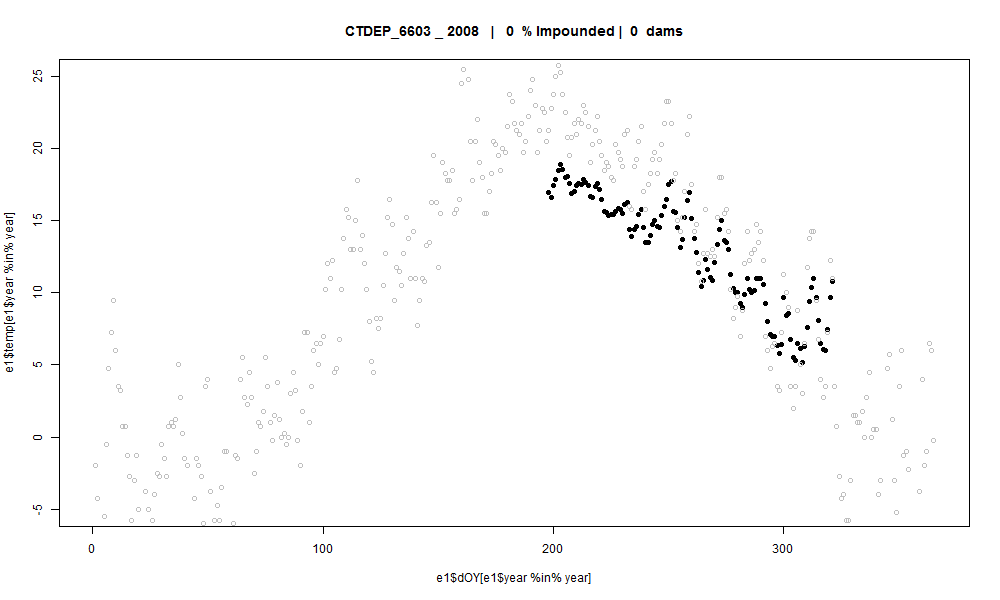 CTDEP_6603 _ 2008 | 0 % Impounded | 0 dams
25
20
15
10
5
0
-5
e1$temp[e1$year %in% year]
0 100 200 300
e1$dOY[e1$year %in% year]